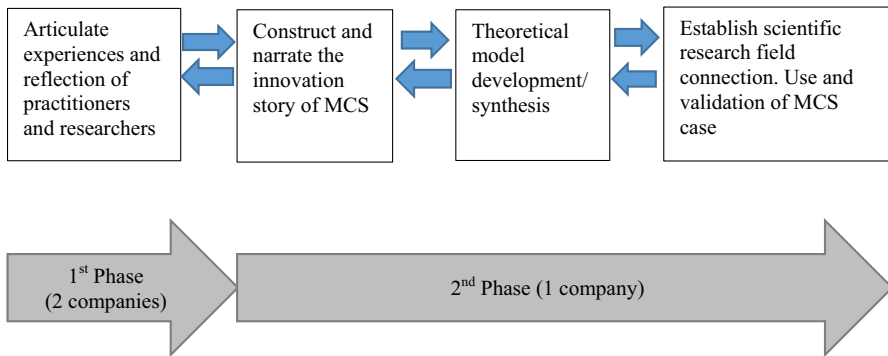 Articulate
experiences and
reflection of
practitioners
and researchers
Construct and
narrate the
innovation
story of MCS
Theoretical
model
development/
synthesis
Establish scientific
research field
connection. Use and
validation of MCS
case
1st Phase
(2 companies)
2nd Phase (1 company)